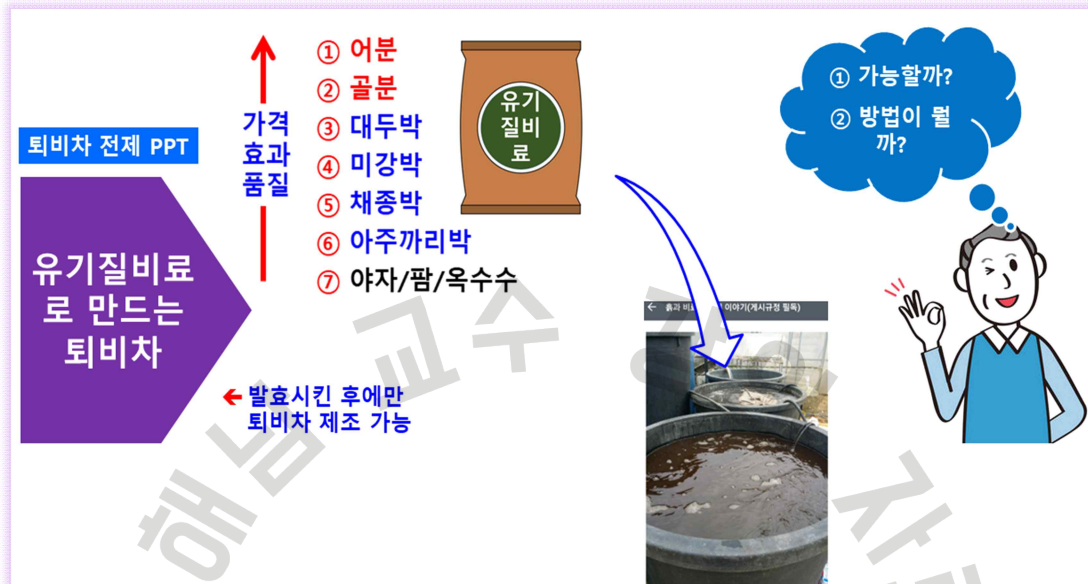 퇴비차 전제 PPT
유기질비료
로 만드는
퇴비차
가격
효과
품질
① 어분
② 골분
③ 대두박
④ 미강박
⑤ 채종박
⑥ 아주까리박
⑦ 야자/팜/옥수수
← 발효시킨 후에만
퇴비차 제조 가능
유기
질비
료
① 가능할까?
② 방법이 뭘
까?
← 흙과 비료 이야기(게시규정 필독)
해남 교수